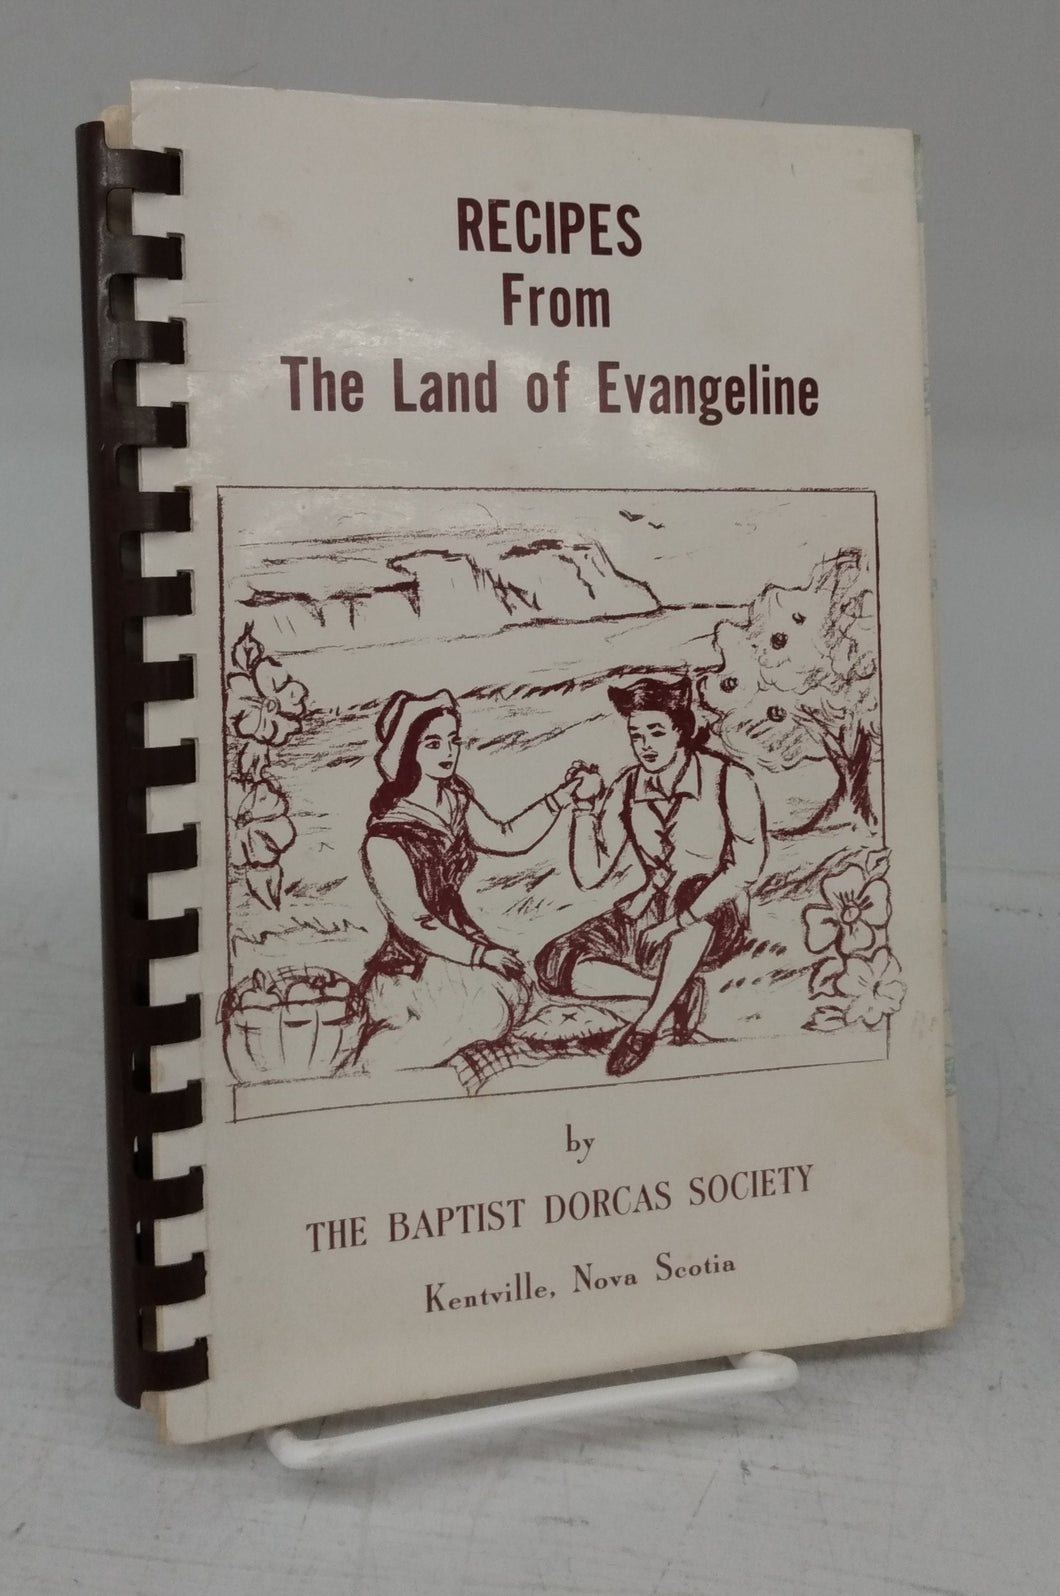 RECIPES
From
The Land of Evangeline
by
THE BAPTIST DORCAS SOCIETY
Kentville, Nova Scotia